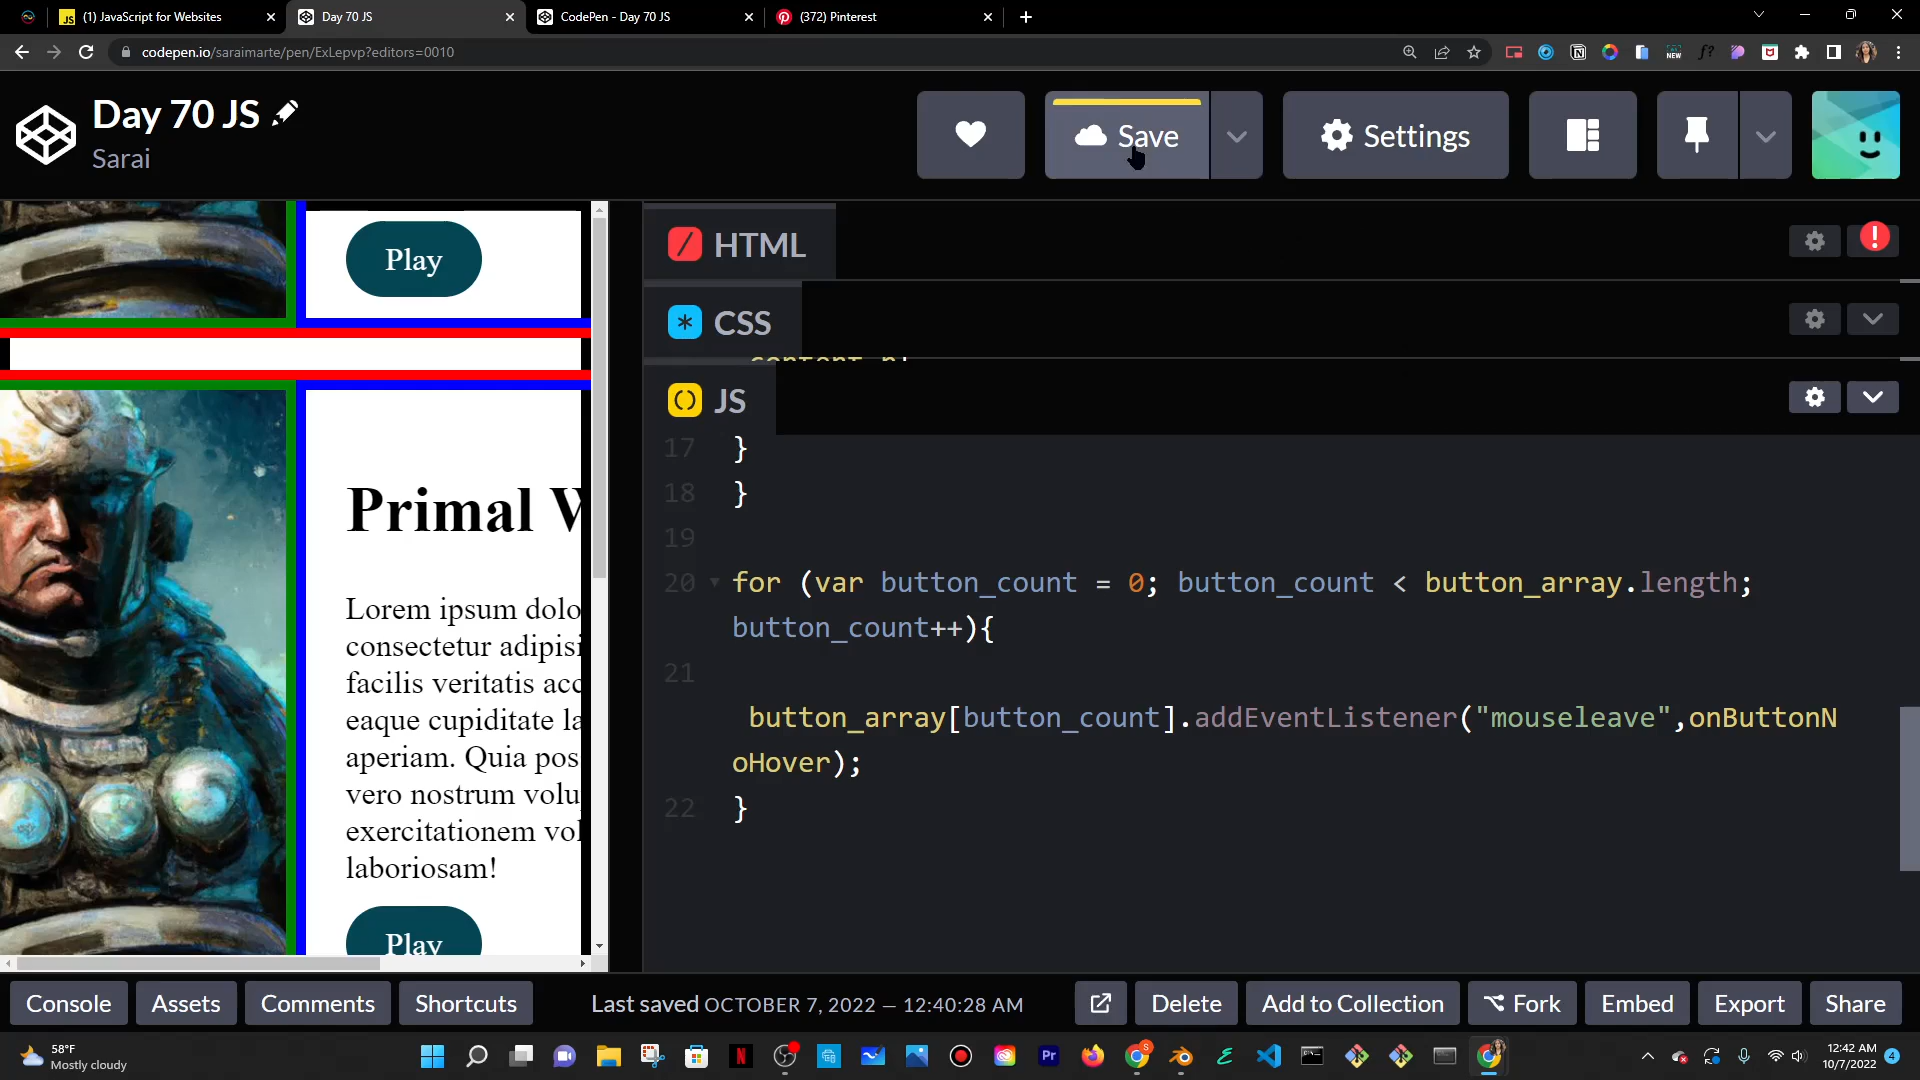 (1) JavaScript for Websites
Day 70 JS
CodePen - Day 70 JS
(372) Pinterest
codepen.io/saraimarte/pen/ExLepvp?editors=0010
Day 70 JS
Sarai
Save
Settings
Play
Primal
Lorem ipsum dolo
consectetur adipisi
facilis veritatis acc
eaque cupiditate la
aperiam. Quia pos
vero nostrum volu
exercitationem vol
laboriosam!
Play
HTML
CSS
JS
17 }
18 }
19
20 for (var button_count = 0; button_count < button_array.length;
button_count++){
21
button_array[button_count].addEventListener("mouseleave",onButtonN
oHover);
22 }
Console
Assets
Comments
Shortcuts
Last saved OCTOBER 7, 2022 — 12:40:28 AM
Delete
Add to Collection
Fork
Embed
Export
Share
58°F
Mostly cloudy
12:42 AM
10/7/2022
4